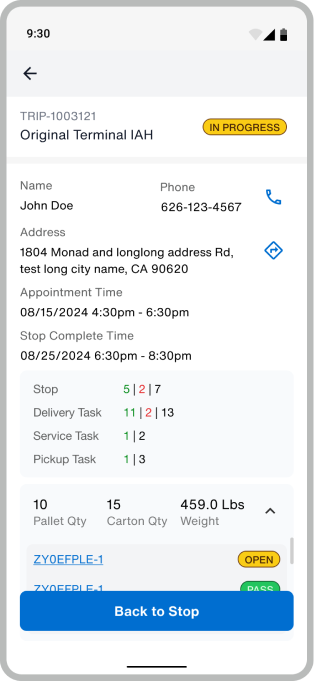 9:30
TRIP-1003121
Original Terminal IAH
IN PROGRESS
Name
Phone
John Doe
626-123-4567
Address
1804 Monad and longlong address Rd,
test long city name, CA 90620
Appointment Time
08/15/2024 4:30pm - 6:30pm
Stop Complete Time
08/25/2024 6:30pm - 8:30pm
Stop 5 | 2 | 7
Delivery Task 11 | 2 | 13
Service Task 1 | 2
Pickup Task 1 | 3
10 15 459.0 Lbs
Pallet Qty Carton Qty Weight
ZY0EFPLE-1 OPEN
ZY0EFPLE-1 PASS
Back to Stop